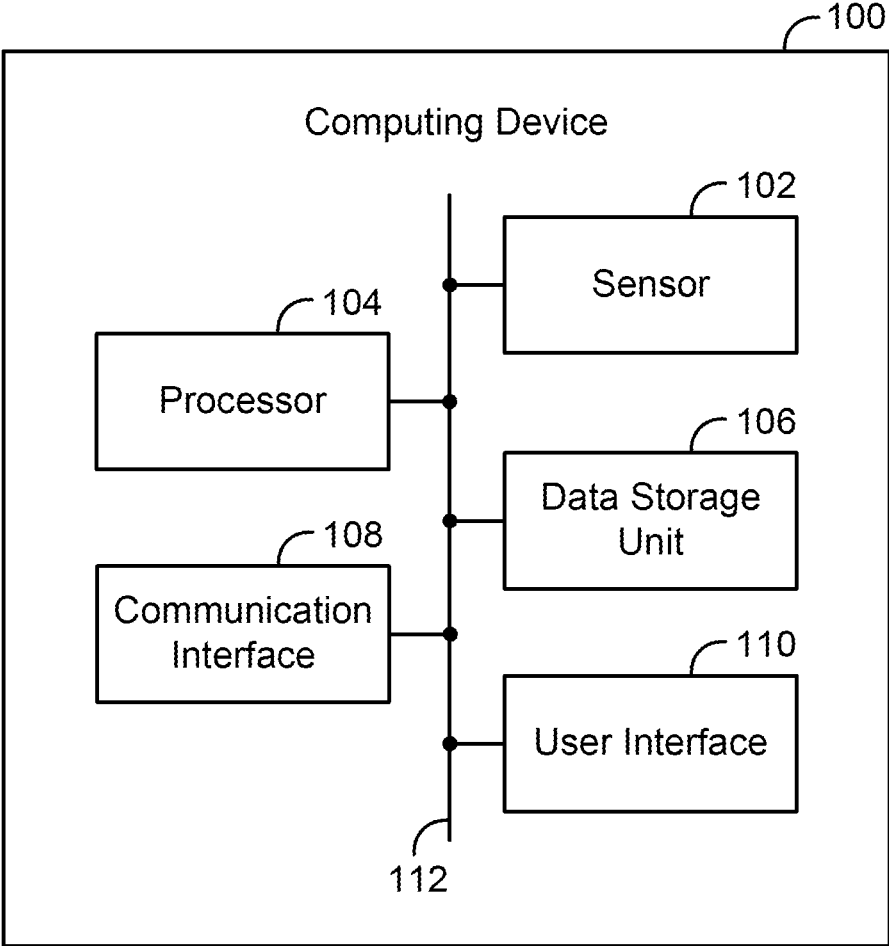 100
Computing Device
102
Sensor
104
Processor
106
Data Storage
Unit
108
Communication
Interface
110
User Interface
112